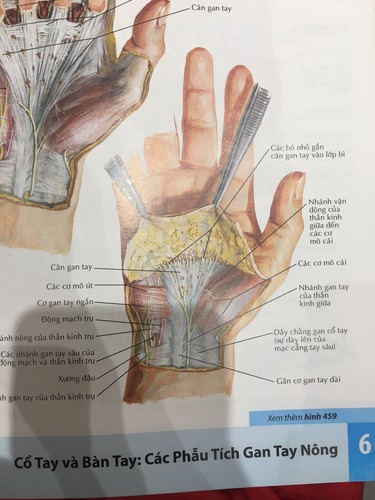 Cân gan tay
Các bó nhỏ gắn
cân gan tay vào lớp bì
Nhánh vận
động của
thần kinh
giữa đến
các cơ
mô cái
Các cơ mô cái
Nhánh gan tay
của thần kinh
giữa
Dây chằng gan cổ tay
(sự dày lên của
mạc cẳng tay sâu)
Gân cơ gan tay dài
Cân gan tay
Các cơ mô út
Cơ gan tay ngắn
Động mạch trụ
nông của thần kinh trụ
Các nhánh gan tay sâu của
động mạch và thần kinh trụ
Xương đậu
gan tay của thần kinh trụ
Xem thêm hình 459
Cổ Tay và Bàn Tay: Các Phẫu Tích Gan Tay Nông
6